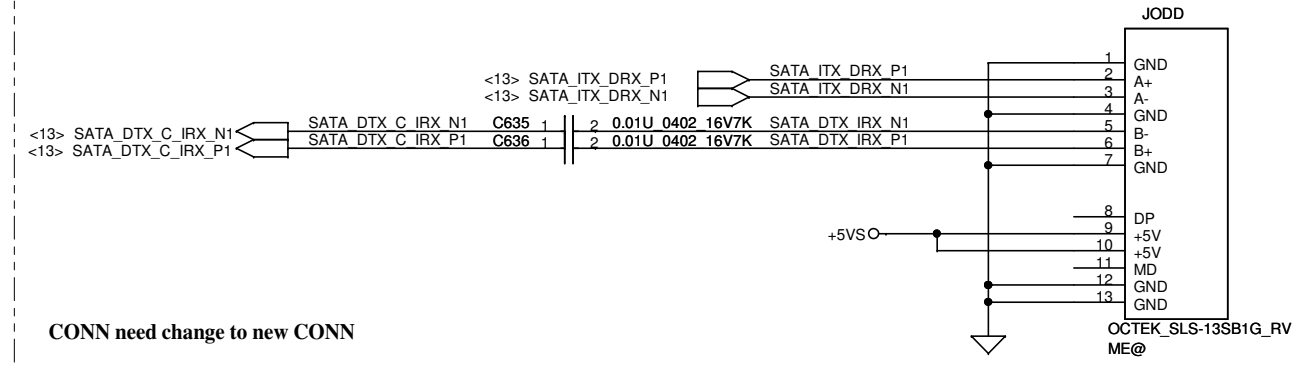 JODD
1 GND
<13> SATA_ITX_DRX_P1 SATA_ITX_DRX_P1 2 A+
<13> SATA_ITX_DRX_N1 SATA_ITX_DRX_N1 3 A-
4 GND
<13> SATA_DTX_C_IRX_N1 SATA_DTX_C_IRX_N1 C635 1 2 0.01U_0402_16V7K SATA_DTX_IRX_N1 5 B-
<13> SATA_DTX_C_IRX_P1 SATA_DTX_C_IRX_P1 C636 1 2 0.01U_0402_16V7K SATA_DTX_IRX_P1 6 B+
7 GND
8 DP
+5VS 9 +5V
10 +5V
11 MD
12 GND
13 GND
CONN need change to new CONN
OCTEK_SLS-13SB1G_RV
ME@